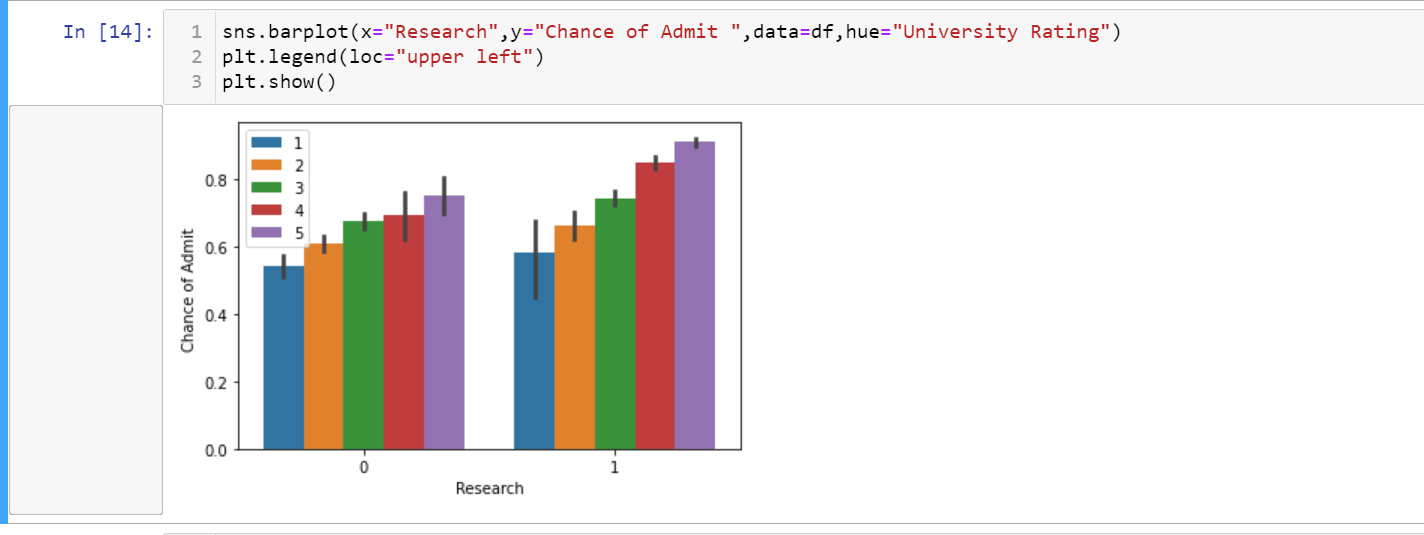 In [14]:
1 sns.barplot(x="Research",y="Chance of Admit ",data=df,hue="University Rating")
2 plt.legend(loc="upper left")
3 plt.show()
1
2
3
4
5
0.8
0.6
0.4
0.2
0.0
Chance of Admit
0 1
Research